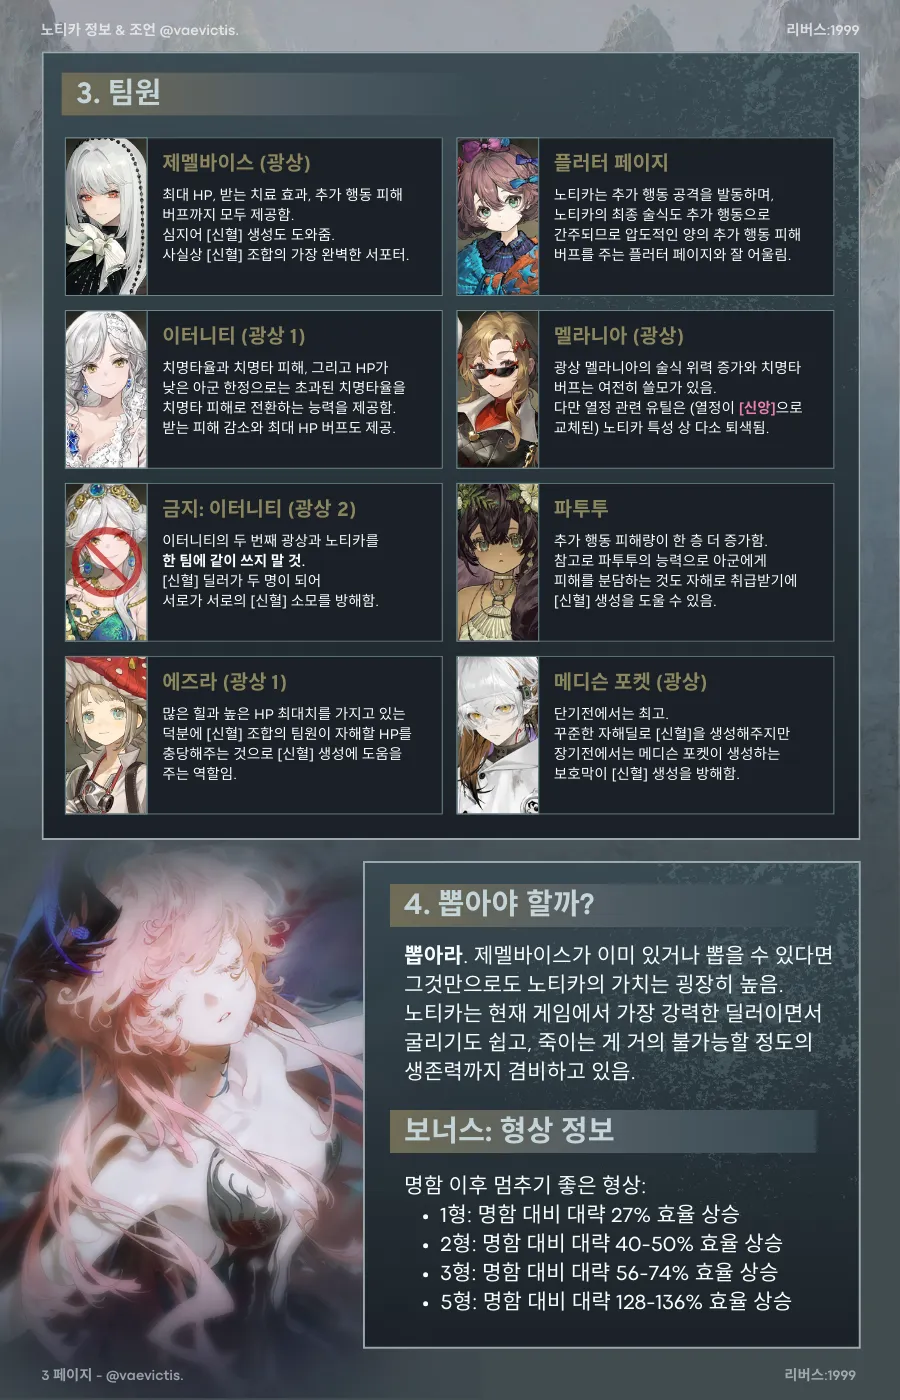 노티카 정보 & 조언 @vaevictis.
리버스:1999
3. 팀원
제멜바이스 (광상)
최대 HP, 받는 치료 효과, 추가 행동 피해
버프까지 모두 제공함.
심지어 [신혈] 생성도 도와줌.
사실상 [신혈] 조합의 가장 완벽한 서포터.
플러터 페이지
노티카는 추가 행동 공격을 발동하며,
노티카의 최종 술식도 추가 행동으로
간주되므로 압도적인 양의 추가 행동 피해
버프를 주는 플러터 페이지와 잘 어울림.
이터니티 (광상 1)
치명타율과 치명타 피해, 그리고 HP가
낮은 아군 한정으로는 초과된 치명타율을
치명타 피해로 전환하는 능력을 제공함.
받는 피해 감소와 최대 HP 버프도 제공.
멜라니아 (광상)
광상 멜라니아의 술식 위력 증가와 치명타
버프는 여전히 쓸모가 있음.
다만 열정 관련 유틸은 (열정이 [신앙]으로
교체된) 노티카 특성 상 다소 퇴색됨.
금지: 이터니티 (광상 2)
이터니티의 두 번째 광상과 노티카를
한 팀에 같이 쓰지 말 것.
[신혈] 딜러가 두 명이 되어
서로가 서로의 [신혈] 소모를 방해함.
파투투
추가 행동 피해량이 한 층 더 증가함.
참고로 파투투의 능력으로 아군에게
피해를 분담하는 것도 자해로 취급받기에
[신혈] 생성을 도울 수 있음.
에즈라 (광상 1)
많은 힐과 높은 HP 최대치를 가지고 있는
덕분에 [신혈] 조합의 팀원이 자해할 HP를
충당해주는 것으로 [신혈] 생성에 도움을
주는 역할임.
메디슨 포켓 (광상)
단기전에서는 최고.
꾸준한 자해딜로 [신혈]을 생성해주지만
장기전에서는 메디슨 포켓이 생성하는
보호막이 [신혈] 생성을 방해함.
4. 뽑아야 할까?
뽑아라. 제멜바이스가 이미 있거나 뽑을 수 있다면
그것만으로도 노티카의 가치는 굉장히 높음.
노티카는 현재 게임에서 가장 강력한 딜러이면서
굴리기도 쉽고, 죽이는 게 거의 불가능할 정도의
생존력까지 겸비하고 있음.
보너스: 형상 정보
명함 이후 멈추기 좋은 형상:
• 1형: 명함 대비 대략 27% 효율 상승
• 2형: 명함 대비 대략 40-50% 효율 상승
• 3형: 명함 대비 대략 56-74% 효율 상승
• 5형: 명함 대비 대략 128-136% 효율 상승
3 페이지 - @vaevictis.
리버스:1999